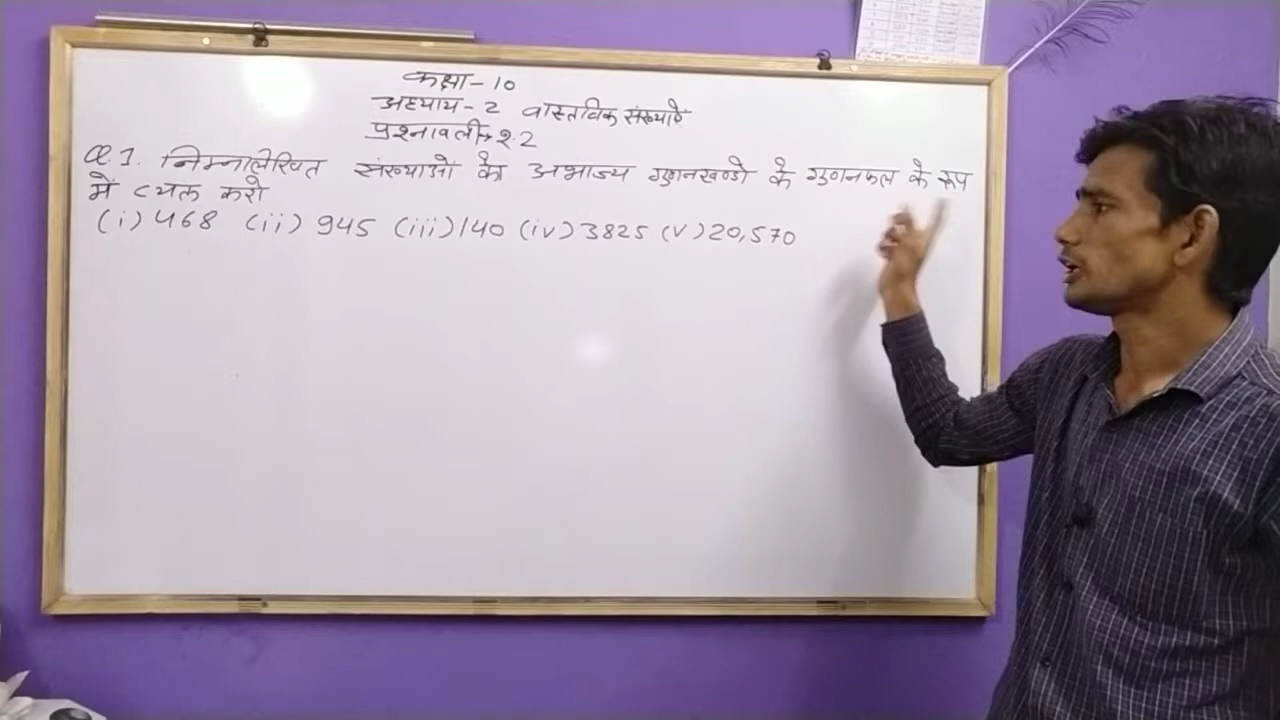 कक्षा - 10
अध्याय - 2 वास्तविक संख्याऐं
प्रश्नावली → 2.2
Q.1. निम्नलिखित संख्याओं को अभाज्य गुणनखण्डो के गुणनफल के रूप
में व्यक्त करो
(i) 468 (ii) 945 (iii) 140 (iv) 3825 (v) 20,570